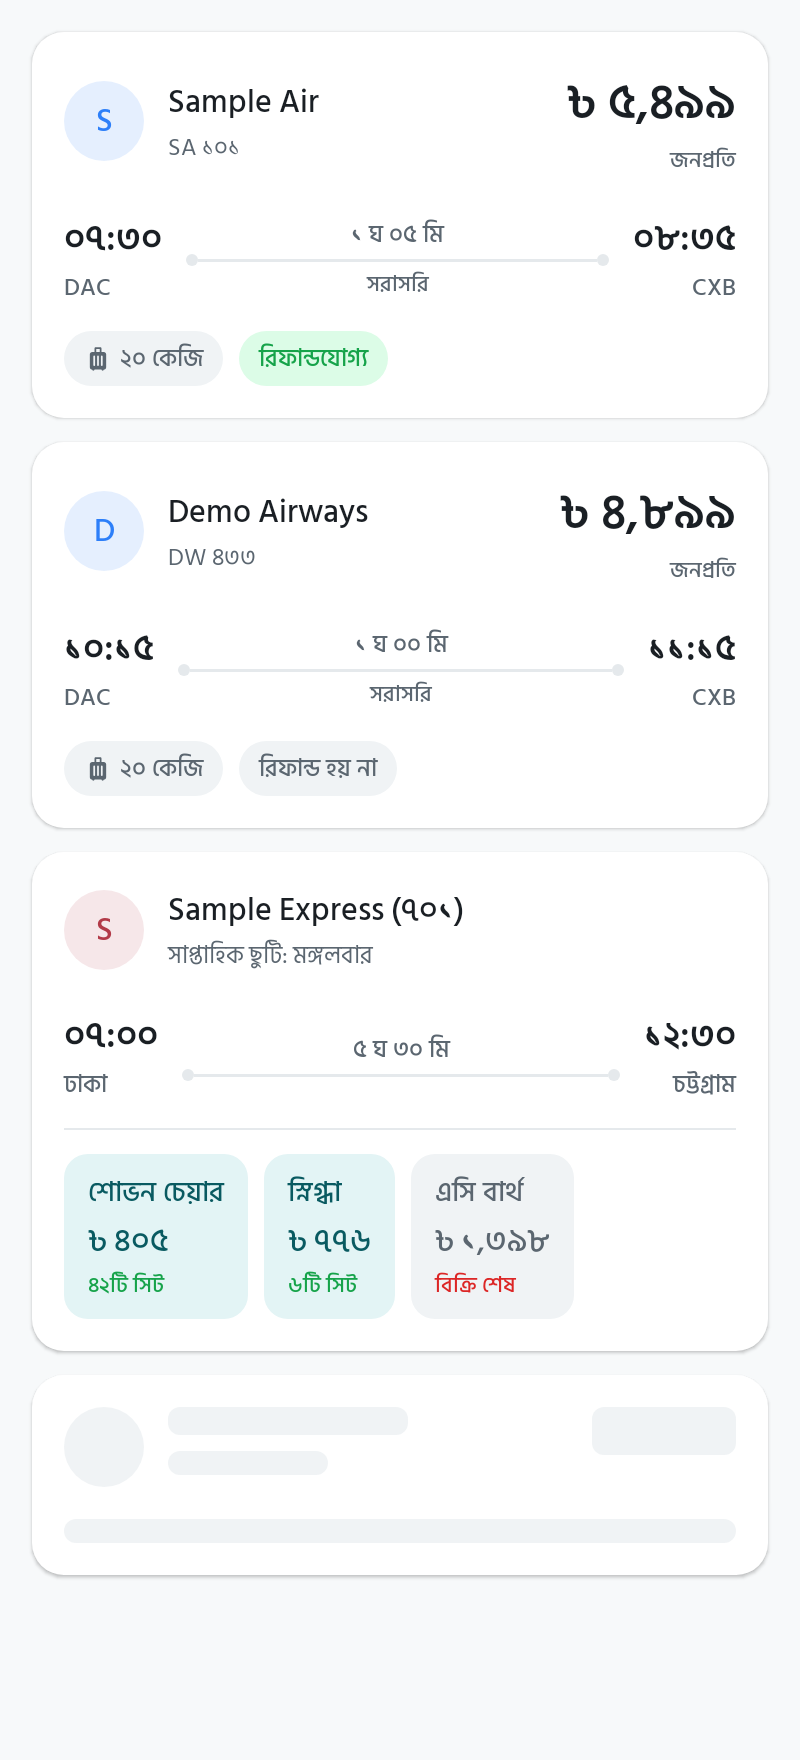 S
Sample Air
৳ ৫,৪৯৯
SA ১০১
জনপ্রতি
০৭:৩০
১ ঘ ০৫ মি
০৮:৩৫
DAC
সরাসরি
CXB
২০ কেজি
রিফান্ডযোগ্য
D
Demo Airways
৳ ৪,৮৯৯
DW ৪৩৩
জনপ্রতি
১০:১৫
১ ঘ ০০ মি
১১:১৫
DAC
সরাসরি
CXB
২০ কেজি
রিফান্ড হয় না
S
Sample Express (৭০১)
সাপ্তাহিক ছুটি: মঙ্গলবার
০৭:০০
৫ ঘ ৩০ মি
১২:৩০
ঢাকা
চট্টগ্রাম
শোভন চেয়ার
৳ ৪০৫
৪২টি সিট
স্নিগ্ধা
৳ ৭৭৬
৬টি সিট
এসি বার্থ
৳ ১,৩৯৮
বিক্রি শেষ